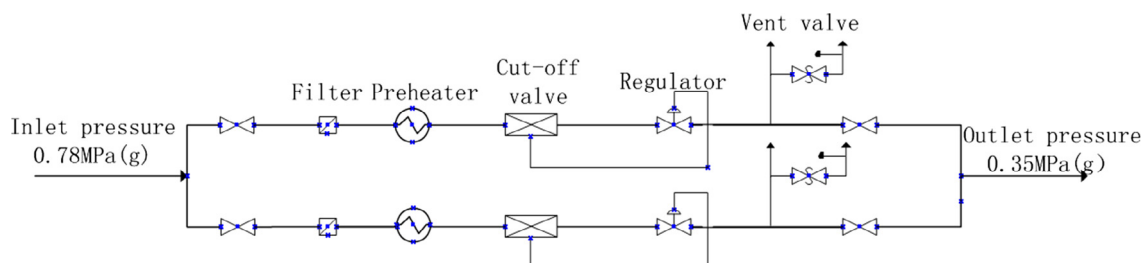 Vent valve
Cut-off
valve
Regulator
Filter Preheater
Inlet pressure
0.78MPa(g)
Outlet pressure
0.35MPa(g)